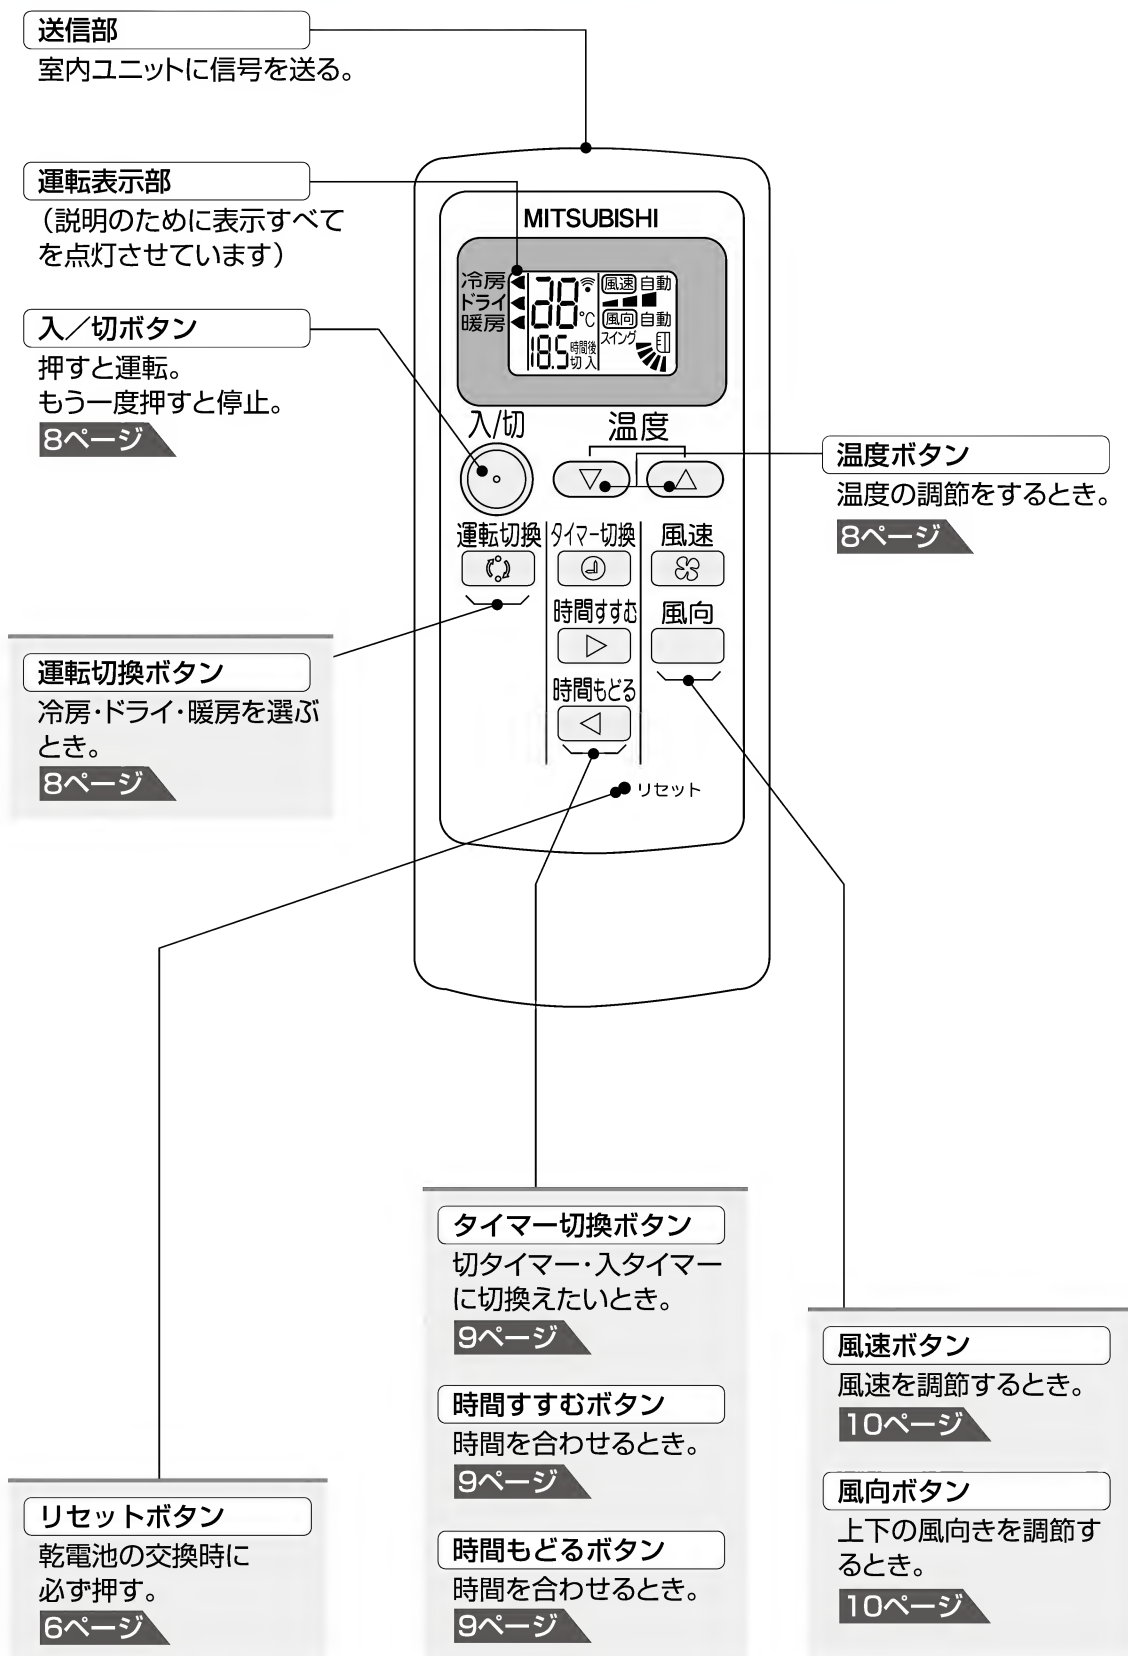 送信部
室内ユニットに信号を送る。
運転表示部
（説明のために表示すべて
を点灯させています）
入／切ボタン
押すと運転。
もう一度押すと停止。
8ページ
MITSUBISHI
冷房
ドライ
暖房
28℃
18.5 時間後
切 入
風速 自動
風向 自動
スイング
入/切
温度
運転切換
タイマー切換
風速
時間すすむ
風向
時間もどる
リセット
温度ボタン
温度の調節をするとき。
8ページ
運転切換ボタン
冷房・ドライ・暖房を選ぶ
とき。
8ページ
リセットボタン
乾電池の交換時に
必ず押す。
6ページ
タイマー切換ボタン
切タイマー・入タイマー
に切換えたいとき。
9ページ
時間すすむボタン
時間を合わせるとき。
9ページ
時間もどるボタン
時間を合わせるとき。
9ページ
風速ボタン
風速を調節するとき。
10ページ
風向ボタン
上下の風向きを調節す
るとき。
10ページ